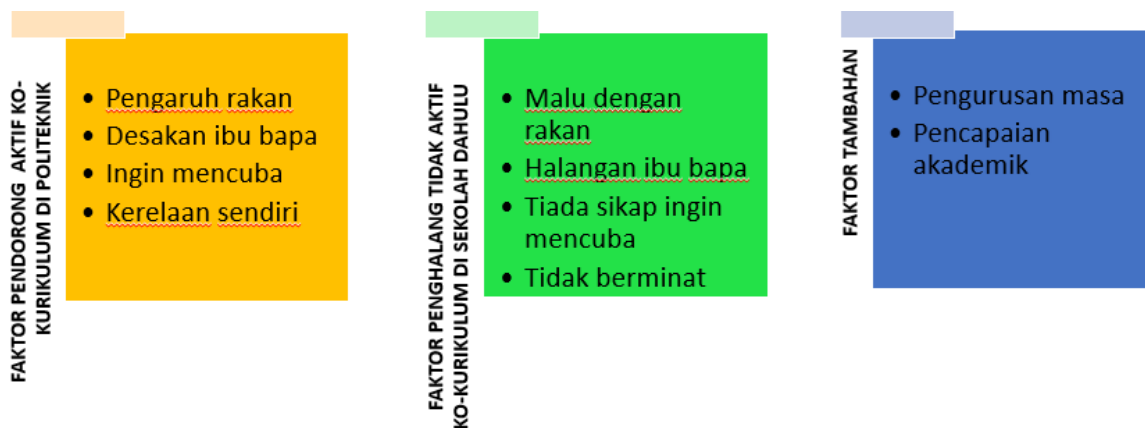 FAKTOR PENDORONG AKTIF KO-
KURIKULUM DI POLITEKNIK
• Pengaruh rakan
• Desakan ibu bapa
• Ingin mencuba
• Kerelaan sendiri
FAKTOR PENGHALANG TIDAK AKTIF
KO-KURIKULUM DI SEKOLAH DAHULU
• Malu dengan
rakan
• Halangan ibu bapa
• Tiada sikap ingin
mencuba
• Tidak berminat
FAKTOR TAMBAHAN
• Pengurusan masa
• Pencapaian
akademik